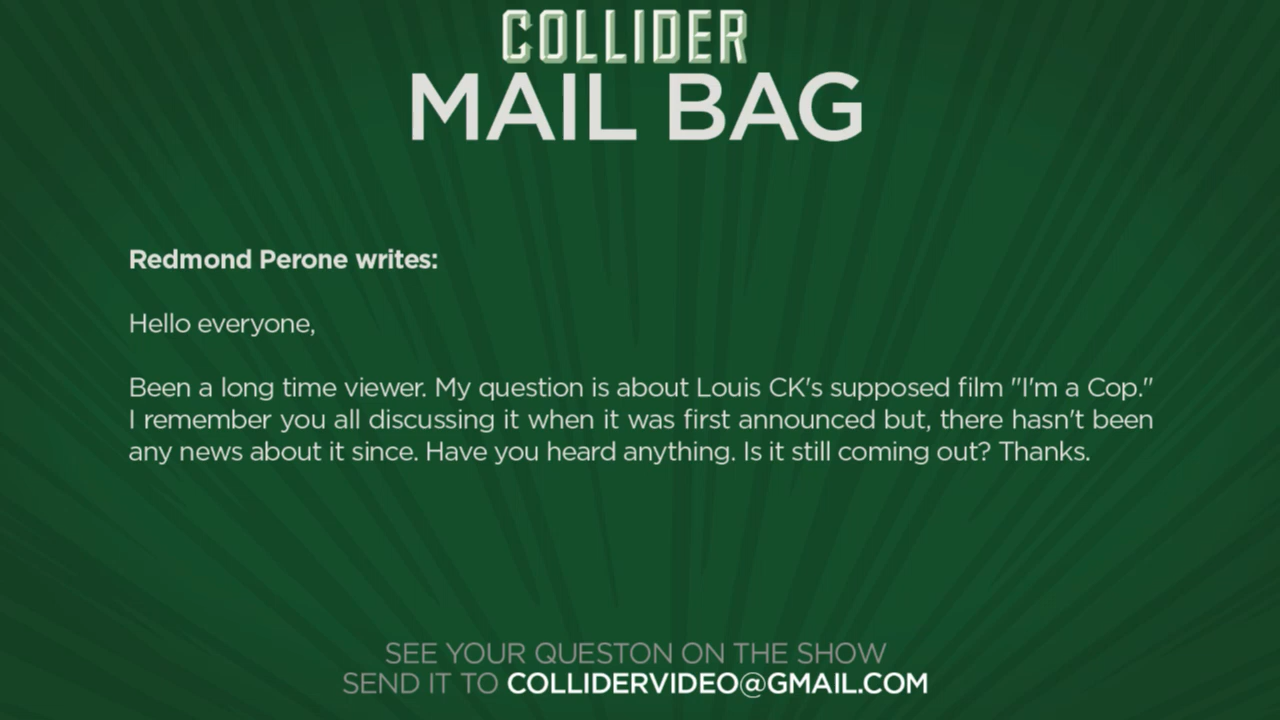 COLLIDER
MAIL BAG
Redmond Perone writes:
Hello everyone,
Been a long time viewer. My question is about Louis CK's supposed film "I'm a Cop."
I remember you all discussing it when it was first announced but, there hasn't been
any news about it since. Have you heard anything. Is it still coming out? Thanks.
SEE YOUR QUESTON ON THE SHOW
SEND IT TO COLLIDERVIDEO@GMAIL.COM